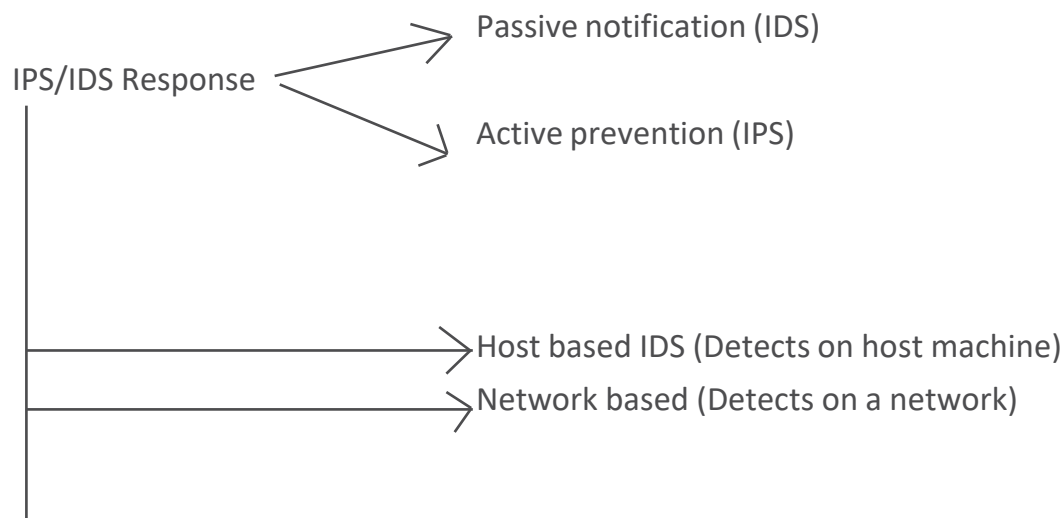 Passive notification (IDS)
IPS/IDS Response
Active prevention (IPS)
Host based IDS (Detects on host machine)
Network based (Detects on a network)